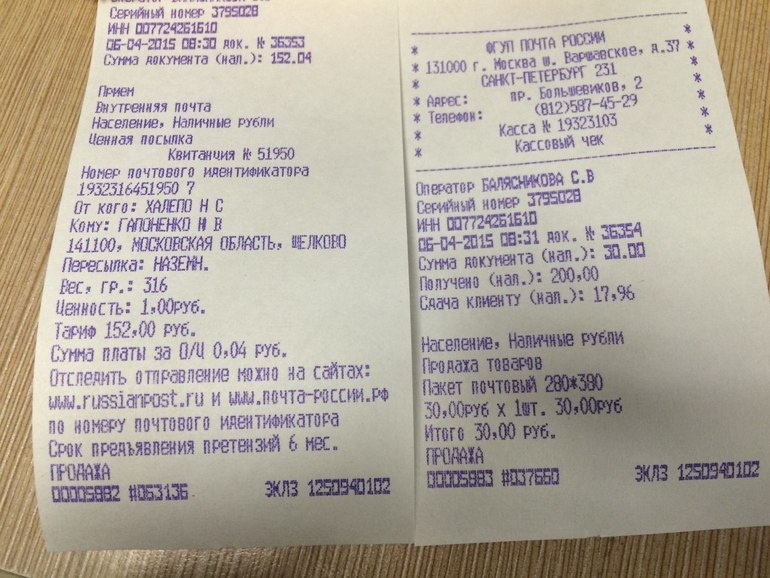 Серийный номер 3795028
ИНН 007724261610
06-04-2015 08:30 док. № 36353
Сумма документа (нал.): 152.04
Прием
Внутренняя почта
Население, Наличные рубли
Ценная посылка
Квитанция № 51950
Номер почтового идентификатора
1932316451950 7
От кого: ХАЛЕПО Н С
Кому: ГАПОНЕНКО И В
141100, МОСКОВСКАЯ ОБЛАСТЬ, ЩЕЛКОВО
Пересылка: НАЗЕМН.
Вес, гр.: 316
Ценность: 1,00руб.
Тариф 152,00 руб.
Сумма платы за О/Ц 0,04 руб.
Отследить отправление можно на сайтах:
www.russianpost.ru и www.почта-россии.рф
по номеру почтового идентификатора
Срок предъявления претензий 6 мес.
ПРОДАЖА
00005882 #063136 ЭКЛЗ 1250940102
* ФГУП ПОЧТА РОССИИ *
* 131000 г. Москва ш. Варшавское, д.37 *
* САНКТ-ПЕТЕРБУРГ 231 *
* Адрес: пр. Большевиков, 2 *
* Телефон: (812)587-45-29 *
* Касса № 19323103 *
* Кассовый чек *
Оператор БАЛЯСНИКОВА С.В
Серийный номер 3795028
ИНН 007724261610
06-04-2015 08:31 док. № 36354
Сумма документа (нал.): 30.00
Получено (нал.): 200,00
Сдача клиенту (нал.): 17,96
Население, Наличные рубли
Продажа товаров
Пакет почтовый 280*380
30,00руб X 1шт. 30,00руб
Итого 30,00 руб.
ПРОДАЖА
00005883 #037660 ЭКЛЗ 1250940102